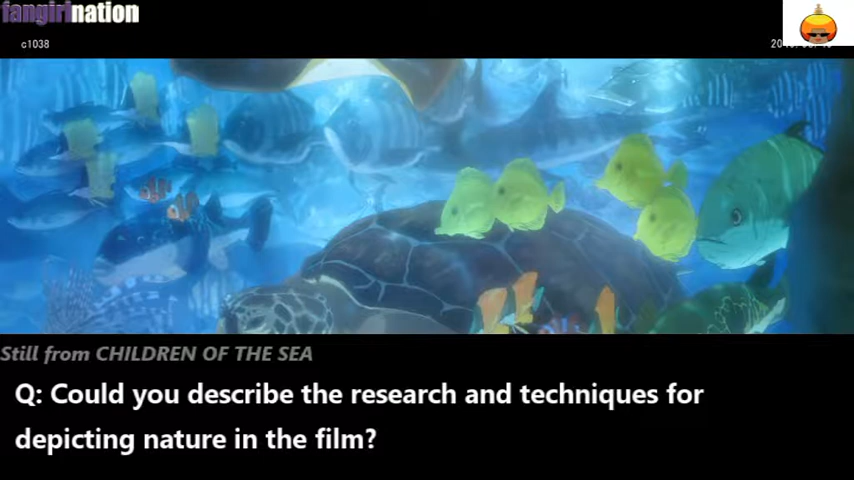 fangirlnation
c1038
Still from CHILDREN OF THE SEA
Q: Could you describe the research and techniques for
depicting nature in the film?